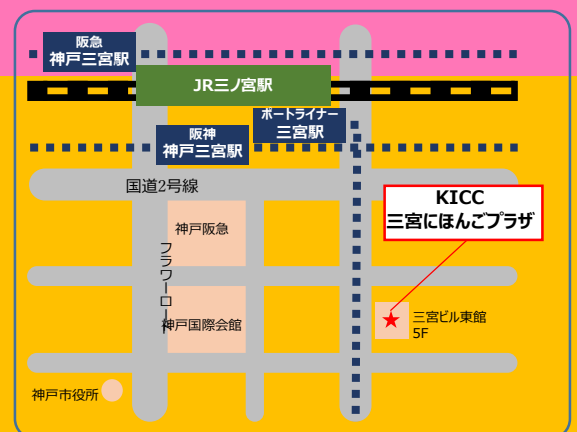 阪急
神戸三宮駅
JR三ノ宮駅
ポートライナー
三宮駅
阪神
神戸三宮駅
国道2号線
KICC
三宮にほんごプラザ
神戸阪急
フラワーロード
神戸国際会館
三宮ビル東館
5F
神戸市役所